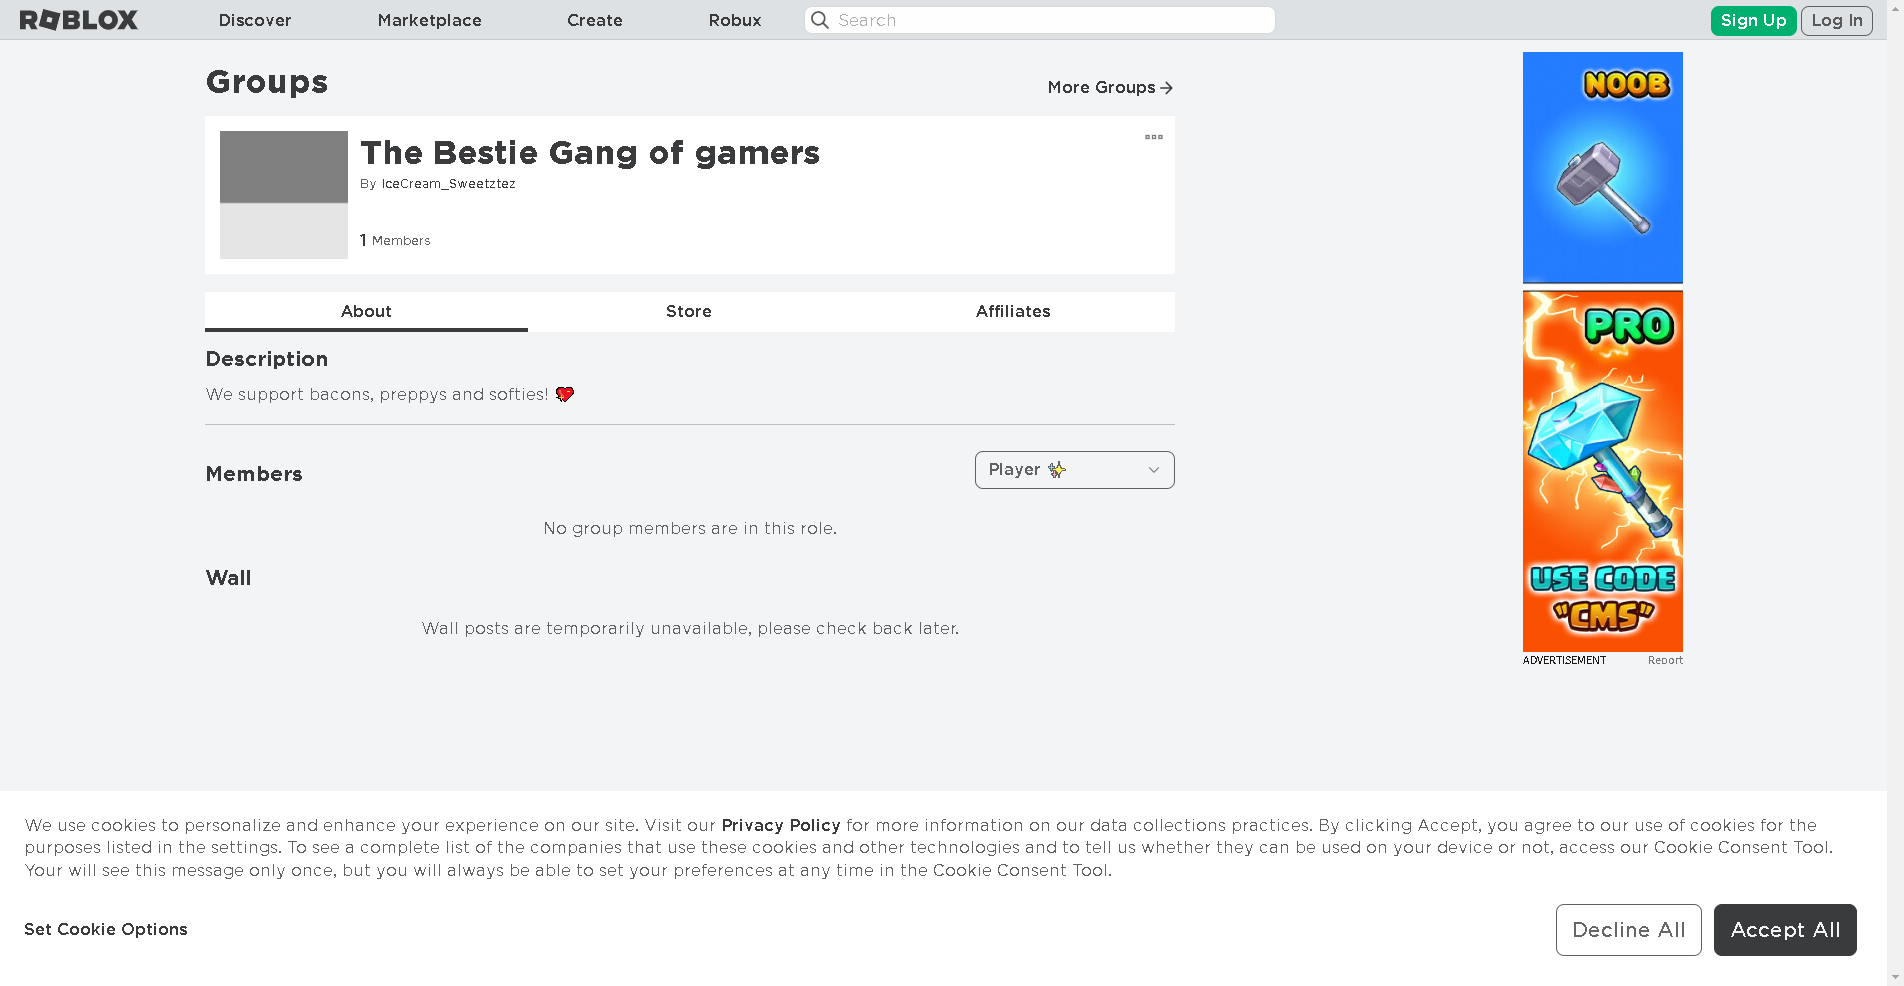 ROBLOX
Discover
Marketplace
Create
Robux
Search
Sign Up
Log In
Groups
More Groups
The Bestie Gang of gamers
By IceCream_Sweetztez
1 Members
About
Store
Affiliates
Description
We support bacons, preppys and softies! 💖
Members
Player ✨
No group members are in this role.
Wall
Wall posts are temporarily unavailable, please check back later.
NOOB
PRO
USE CODE
"CMS"
ADVERTISEMENT
Report
We use cookies to personalize and enhance your experience on our site. Visit our Privacy Policy for more information on our data collections practices. By clicking Accept, you agree to our use of cookies for the
purposes listed in the settings. To see a complete list of the companies that use these cookies and other technologies and to tell us whether they can be used on your device or not, access our Cookie Consent Tool.
Your will see this message only once, but you will always be able to set your preferences at any time in the Cookie Consent Tool.
Set Cookie Options
Decline All
Accept All